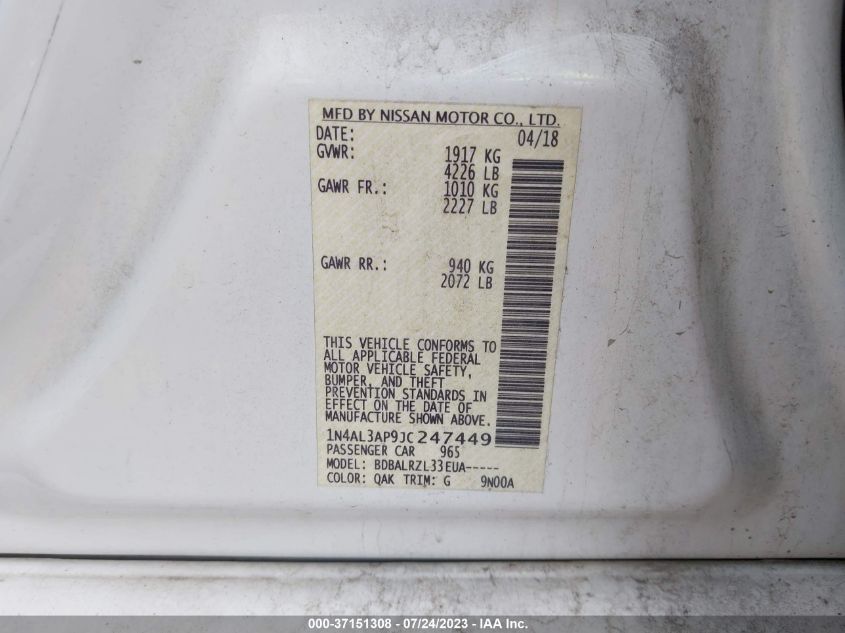 MFD BY NISSAN MOTOR CO., LTD.
DATE: 04/18
GVWR: 1917 KG
4226 LB
GAWR FR.: 1010 KG
2227 LB
GAWR RR.: 940 KG
2072 LB
THIS VEHICLE CONFORMS TO
ALL APPLICABLE FEDERAL
MOTOR VEHICLE SAFETY,
BUMPER, AND THEFT
PREVENTION STANDARDS IN
EFFECT ON THE DATE OF
MANUFACTURE SHOWN ABOVE.
1N4AL3AP9JC247449
PASSENGER CAR 965
MODEL: BDBALRZL33EUA-----
COLOR: QAK TRIM: G 9N00A
000-37151308 - 07/24/2023 - IAA Inc.